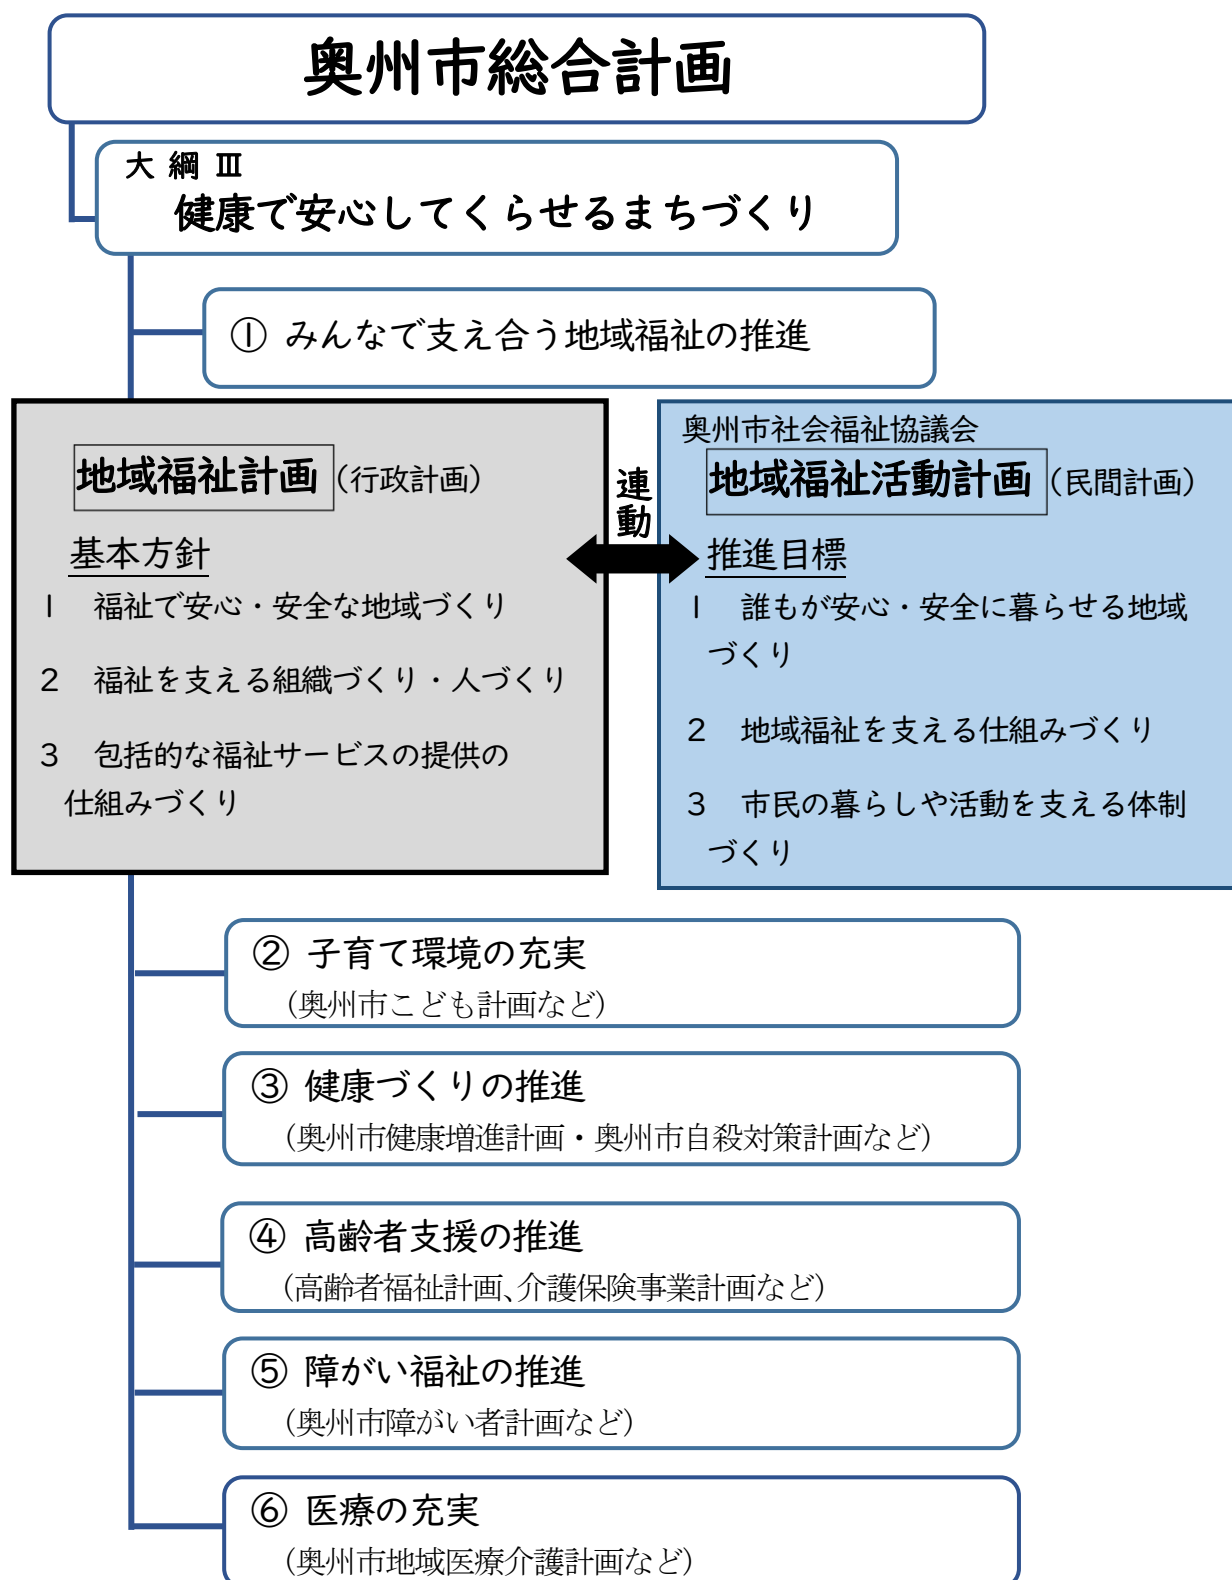 奥州市総合計画
大 綱 Ⅲ
健康で安心してくらせるまちづくり
① みんなで支え合う地域福祉の推進
地域福祉計画（行政計画）
基本方針
１　福祉で安心・安全な地域づくり
２　福祉を支える組織づくり・人づくり
３　包括的な福祉サービスの提供の
仕組みづくり
連動
奥州市社会福祉協議会
地域福祉活動計画（民間計画）
推進目標
１　誰もが安心・安全に暮らせる地域
づくり
２　地域福祉を支える仕組みづくり
３　市民の暮らしや活動を支える体制
づくり
② 子育て環境の充実
（奥州市こども計画など）
③ 健康づくりの推進
（奥州市健康増進計画・奥州市自殺対策計画など）
④ 高齢者支援の推進
（高齢者福祉計画、介護保険事業計画など）
⑤ 障がい福祉の推進
（奥州市障がい者計画など）
⑥ 医療の充実
（奥州市地域医療介護計画など）